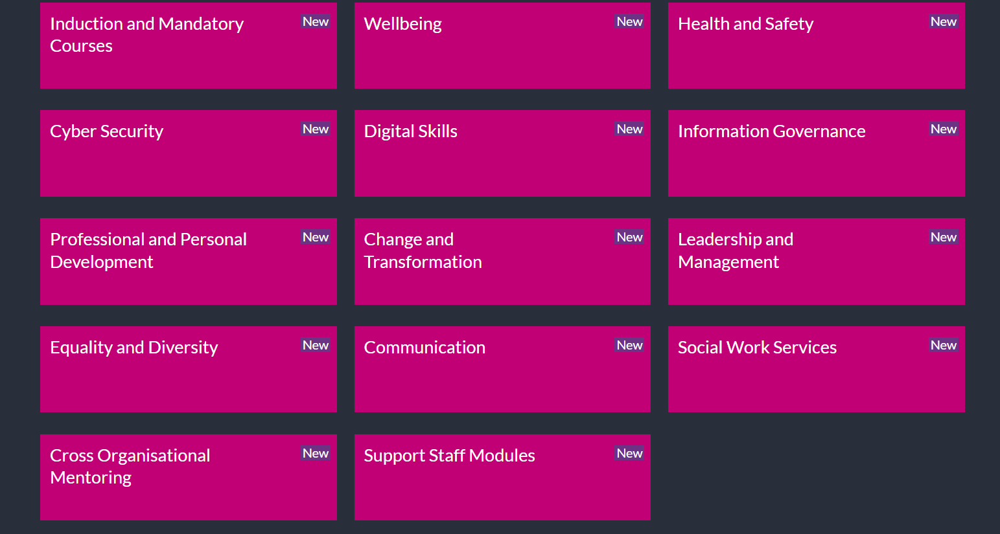 Induction and Mandatory
Courses
New
Wellbeing
New
Health and Safety
New
Cyber Security
New
Digital Skills
New
Information Governance
New
Professional and Personal
Development
New
Change and
Transformation
New
Leadership and
Management
New
Equality and Diversity
New
Communication
New
Social Work Services
New
Cross Organisational
Mentoring
New
Support Staff Modules
New